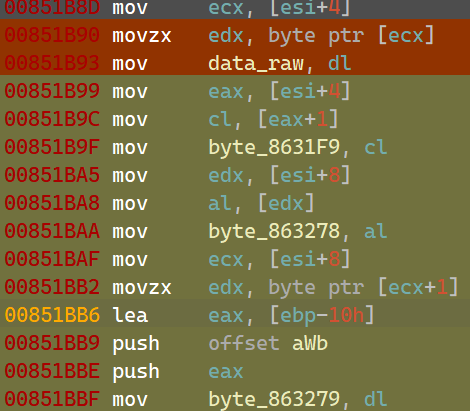 00851B8D mov ecx, [esi+4]
00851B90 movzx edx, byte ptr [ecx]
00851B93 mov data_raw, dl
00851B99 mov eax, [esi+4]
00851B9C mov cl, [eax+1]
00851B9F mov byte_8631F9, cl
00851BA5 mov edx, [esi+8]
00851BA8 mov al, [edx]
00851BAA mov byte_863278, al
00851BAF mov ecx, [esi+8]
00851BB2 movzx edx, byte ptr [ecx+1]
00851BB6 lea eax, [ebp-10h]
00851BB9 push offset aWb
00851BBE push eax
00851BBF mov byte_863279, dl